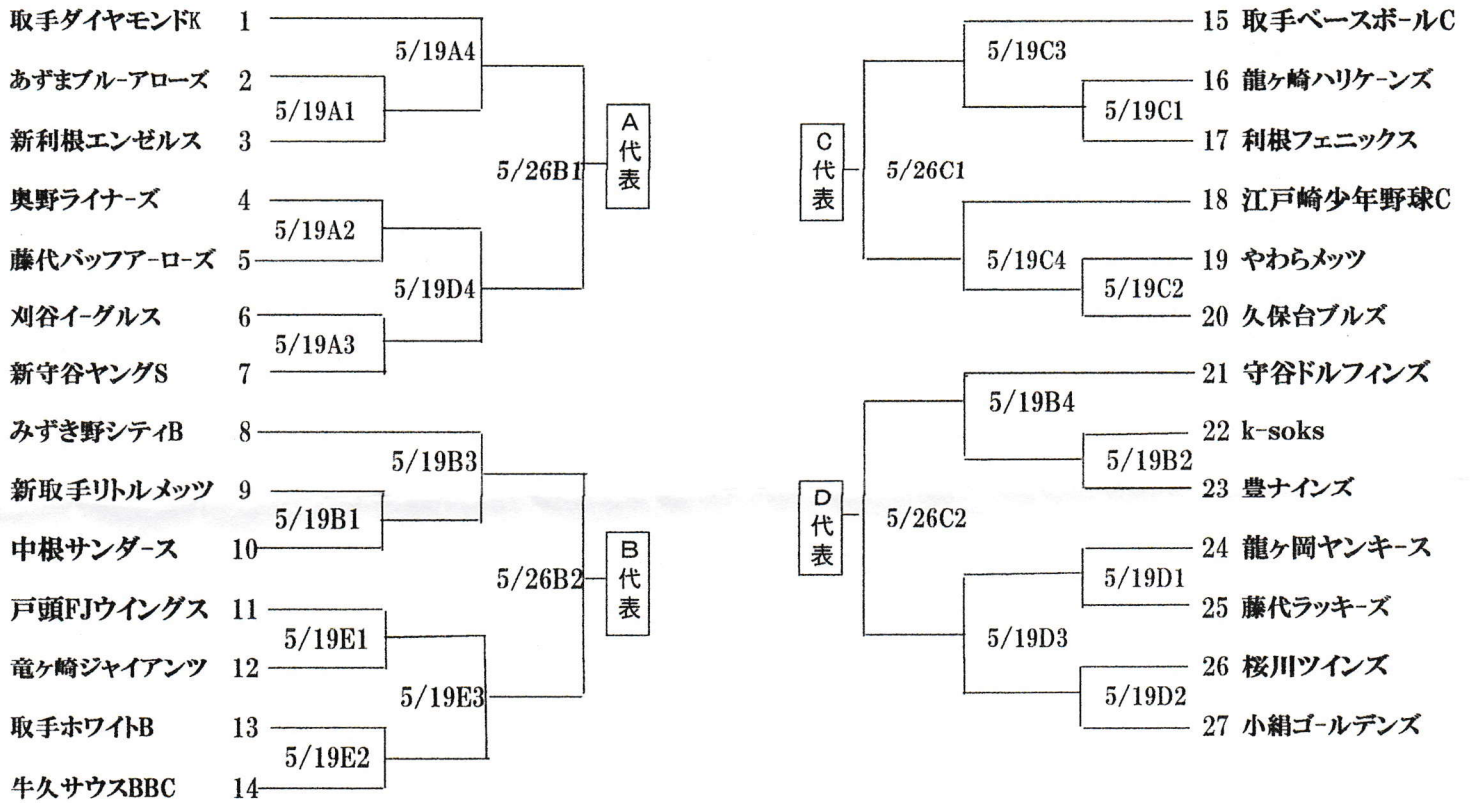 取手ダイヤモンドK 1
5/19A4
あずまブル-アローズ 2
5/19A1
新利根エンゼルス 3
A代表
5/26B1
奥野ライナーズ 4
5/19A2
藤代バッフアーローズ 5
5/19D4
刈谷イーグルス 6
5/19A3
新守谷ヤングS 7
みずき野シティB 8
5/19B3
新取手リトルメッツ 9
5/19B1
中根サンダース 10
B代表
5/26B2
戸頭FJウイングス 11
5/19E1
竜ヶ崎ジャイアンツ 12
5/19E3
取手ホワイトB 13
5/19E2
牛久サウスBBC 14
15 取手ベースボールC
5/19C3
16 龍ヶ崎ハリケーンズ
5/19C1
17 利根フェニックス
C代表
5/26C1
18 江戸崎少年野球C
5/19C4
19 やわらメッツ
5/19C2
20 久保台ブルズ
21 守谷ドルフィンズ
5/19B4
22 k-soks
5/19B2
23 豊ナインズ
D代表
5/26C2
24 龍ヶ岡ヤンキース
5/19D1
25 藤代ラッキーズ
5/19D3
26 桜川ツインズ
5/19D2
27 小絹ゴールデンズ